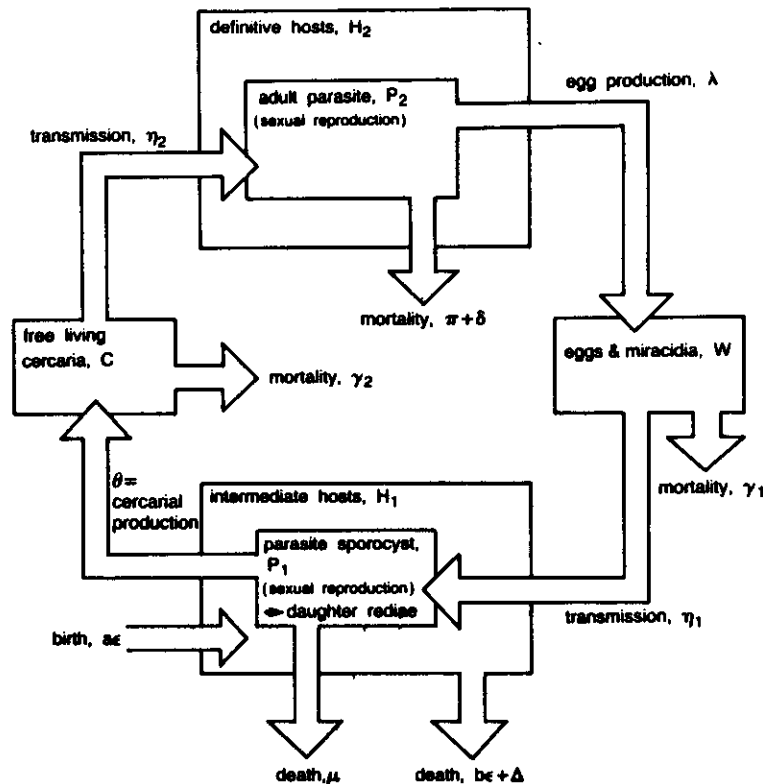 definitive hosts, H2
adult parasite, P2
(sexual reproduction)
egg production, λ
transmission, η2
mortality, π+δ
free living
cercaria, C
mortality, γ2
eggs & miracidia, W
mortality, γ1
θ=
cercarial
production
intermediate hosts, H1
parasite sporocyst,
P1
(sexual reproduction)
daughter rediae
transmission, η1
birth, aε
death,μ
death, bε+Δ